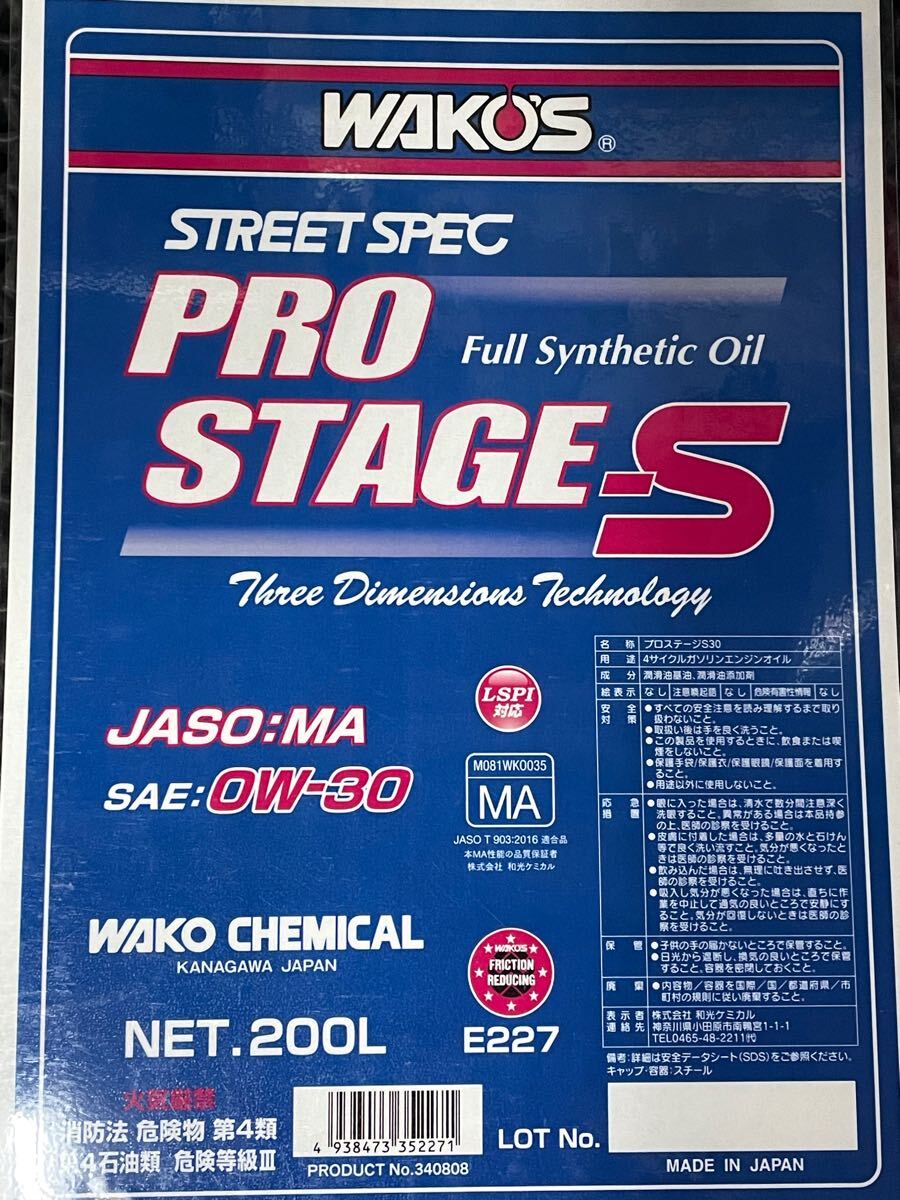 WAKO'S®
STREET SPEC
PRO
Full Synthetic Oil
STAGE-S
Three Dimensions Technology
JASO:MA
SAE:0W-30
LSPI
対応
M081WKO035
MA
JASO T 903:2016 適合品
本MA性能の品質保証者
株式会社 和光ケミカル
WAKO CHEMICAL
KANAGAWA JAPAN
WAKO'S
FRICTION
REDUCING
NET.200L
E227
名 称 プロステージS30
用 途 4サイクルガソリンエンジンオイル
成 分 潤滑油基油、潤滑油添加剤
絵表示 なし 注意喚起語 なし 危険有害性情報 なし
安全対策 ●すべての安全注意を読み理解するまで取り
扱わないこと。
●取扱い後は手を良く洗うこと。
●この製品を使用するときに、飲食または喫
煙をしないこと。
●保護手袋/保護衣/保護眼鏡/保護面を着用す
ること。
●用途以外に使用しないこと。
応急措置 ●眼に入った場合は、清水で数分間注意深く
洗眼すること。異常がある場合は本品持参
の上、医師の診察を受けること。
●皮膚に付着した場合は、多量の水と石けん
等で良く洗い流すこと。気分が悪くなったと
きは医師の診察を受けること。
●飲み込んだ場合は、無理に吐き出させず、医
師の診察を受けること。
●吸入し気分が悪くなった場合は、直ちに作
業を中止して通気の良いところで安静にす
ること。気分が回復しないときは医師の診
察を受けること。
保 管 ●子供の手の届かないところで保管すること。
●日光から遮断し、換気の良いところで保管
すること。容器を密閉しておくこと。
廃 棄 ●内容物/容器を国際/国/都道府県/市
町村の規則に従い廃棄すること。
表示者連絡先 株式会社 和光ケミカル
神奈川県小田原市南鴨宮1-1-1
TEL0465-48-2211㈹
備考:詳細は安全データシート(SDS)をご参照ください。
キャップ・容器:スチール
火気厳禁
消防法 危険物 第4類
第4石油類 危険等級Ⅲ
4 938473 352271
PRODUCT No.340808
LOT No.
MADE IN JAPAN